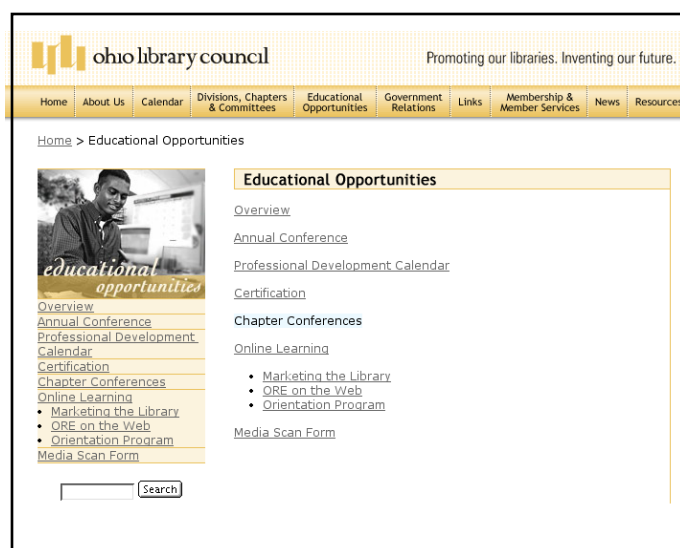 ohio library council
Promoting our libraries. Inventing our future.
Home
About Us
Calendar
Divisions, Chapters
& Committees
Educational
Opportunities
Government
Relations
Links
Membership &
Member Services
News
Resources
Home > Educational Opportunities
educational
opportunities
Overview
Annual Conference
Professional Development
Calendar
Certification
Chapter Conferences
Online Learning
• Marketing the Library
• ORE on the Web
• Orientation Program
Media Scan Form
Search
Educational Opportunities
Overview
Annual Conference
Professional Development Calendar
Certification
Chapter Conferences
Online Learning
• Marketing the Library
• ORE on the Web
• Orientation Program
Media Scan Form